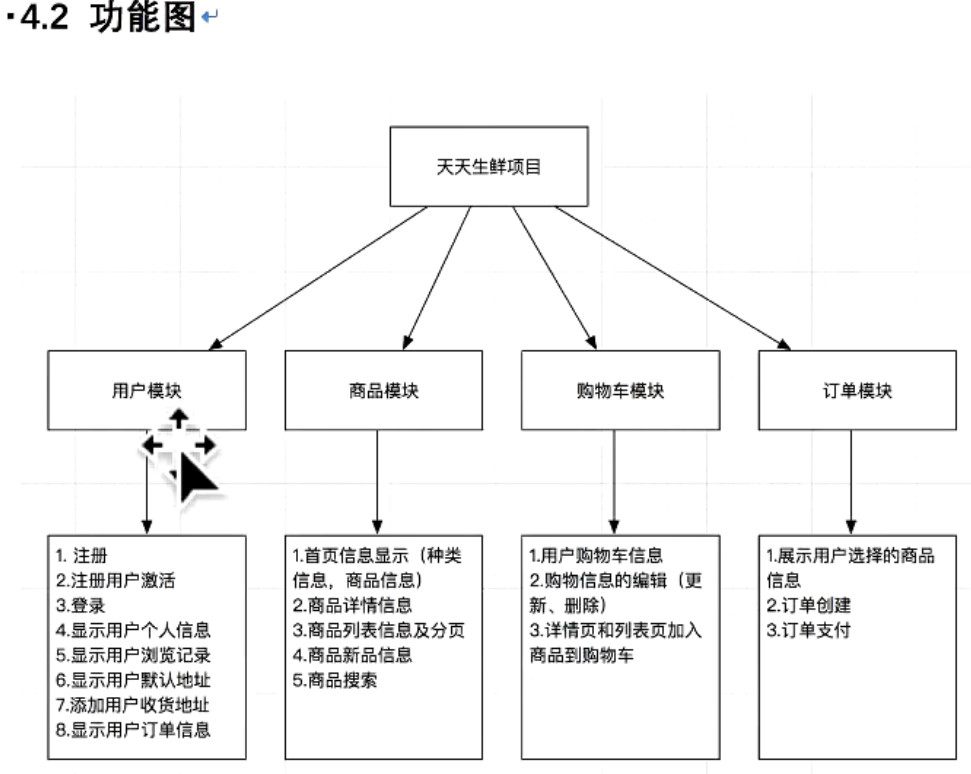 4.2 功能图
天天生鲜项目
用户模块
商品模块
购物车模块
订单模块
1. 注册
2.注册用户激活
3.登录
4.显示用户个人信息
5.显示用户浏览记录
6.显示用户默认地址
7.添加用户收货地址
8.显示用户订单信息
1.首页信息显示（种类
信息，商品信息）
2.商品详情信息
3.商品列表信息及分页
4.商品新品信息
5.商品搜索
1.用户购物车信息
2.购物信息的编辑（更
新、删除）
3.详情页和列表页加入
商品到购物车
1.展示用户选择的商品
信息
2.订单创建
3.订单支付